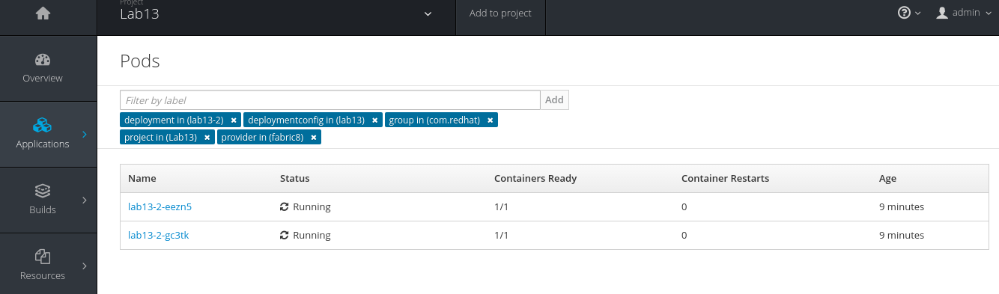 Project
Lab13
Add to project
admin
Overview
Applications
Builds
Resources
Pods
Filter by label
Add
deployment in (lab13-2) × deploymentconfig in (lab13) × group in (com.redhat) ×
project in (Lab13) × provider in (fabric8) ×
Name Status Containers Ready Container Restarts Age
lab13-2-eezn5 Running 1/1 0 9 minutes
lab13-2-gc3tk Running 1/1 0 9 minutes